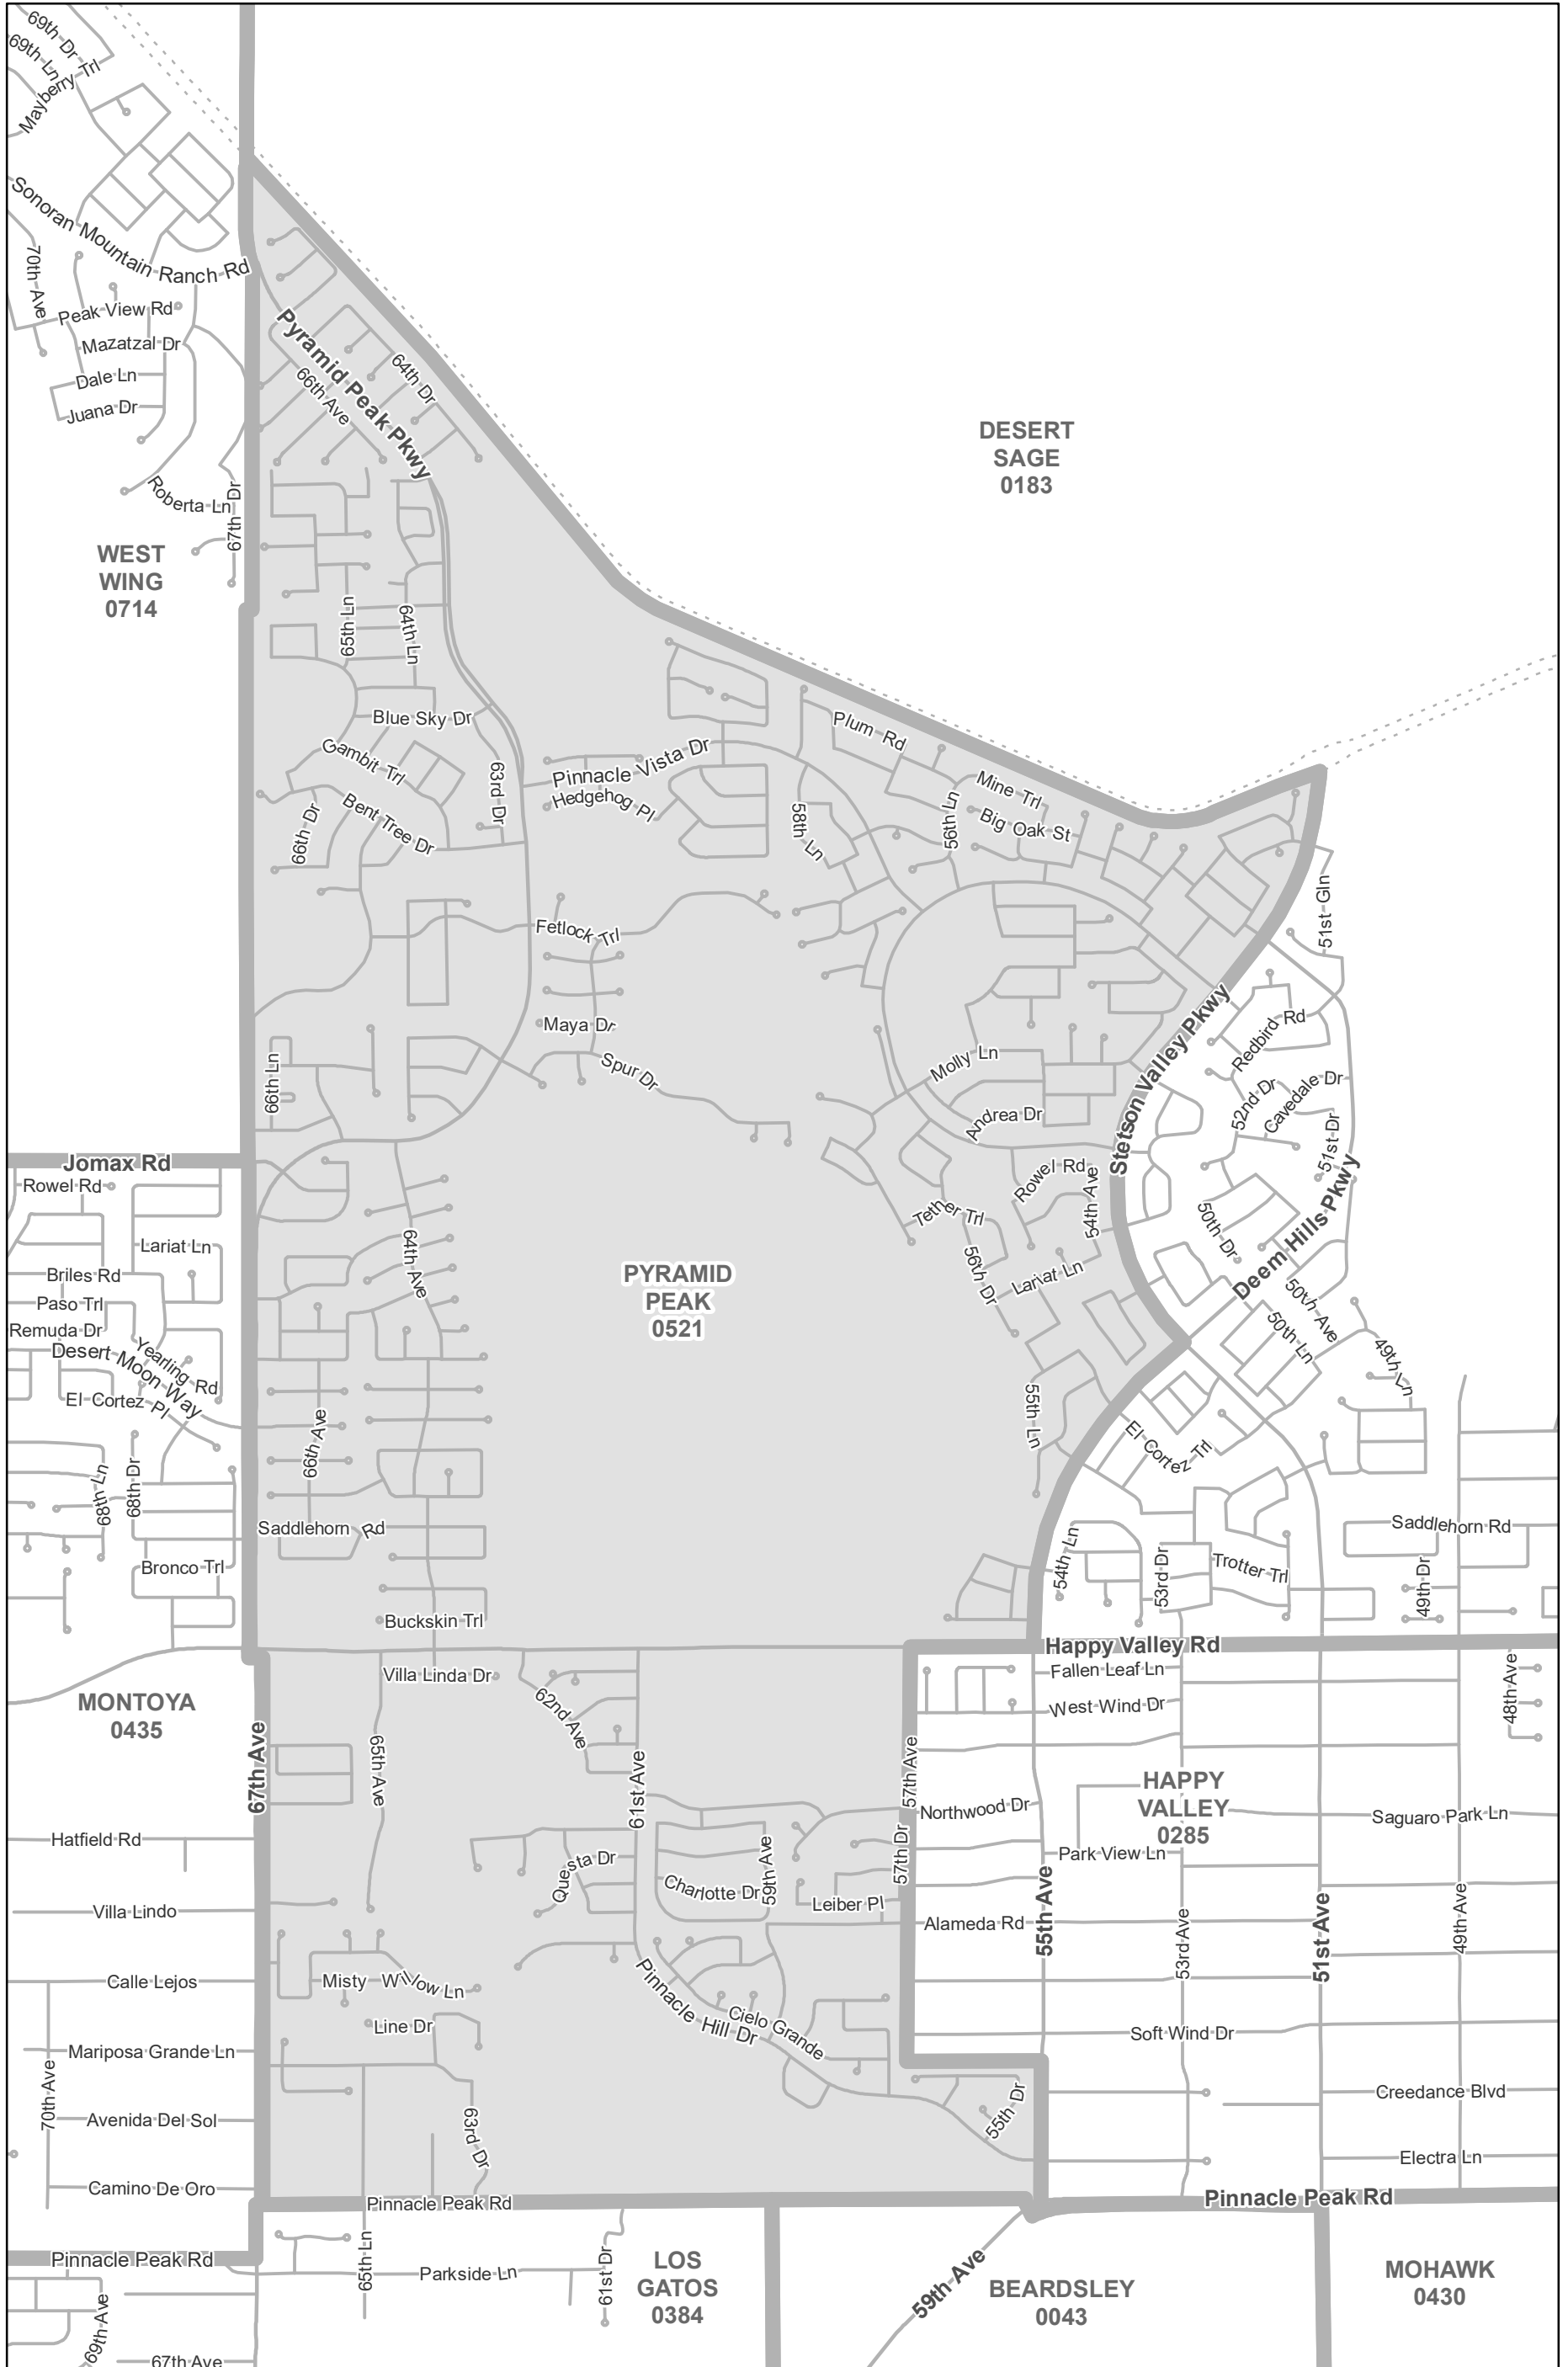 69th Dr
69th Ln
Mayberry Trl
Sonoran Mountain Ranch Rd
70th Ave
Peak View Rd
Mazatzal Dr
Dale Ln
Juana Dr
Roberta Ln
67th Dr
Pyramid Peak Pkwy
66th Ave
64th Dr
DESERT
SAGE
0183
WEST
WING
0714
65th Ln
64th Ln
Blue Sky Dr
Gambit Trl
Bent Tree Dr
66th Dr
63rd Dr
Pinnacle Vista Dr
Hedgehog Pl
Plum Rd
Mine Trl
Big Oak St
56th Ln
58th Ln
51st Gln
Fetlock Trl
Maya Dr
Spur Dr
66th Ln
Molly Ln
Andrea Dr
Stetson Valley Pkwy
Redbird Rd
52nd Dr
Cavedale Dr
51st Dr
Jomax Rd
Rowel Rd
Lariat Ln
Briles Rd
Paso Trl
Remuda Dr
Desert Moon Way
Yearling Rd
El Cortez Pl
64th Ave
Rowel Rd
54th Ave
Tether Trl
56th Dr
Lariat Ln
50th Dr
Deem Hills Pkwy
50th Ave
50th Ln
49th Ln
PYRAMID
PEAK
0521
66th Ave
55th Ln
El Cortez Trl
68th Ln
68th Dr
Saddlehorn Rd
Saddlehorn Rd
Bronco Trl
54th Ln
53rd Dr
Trotter Trl
49th Dr
Buckskin Trl
Happy Valley Rd
Villa Linda Dr
Fallen Leaf Ln
West Wind Dr
48th Ave
MONTOYA
0435
62nd Ave
67th Ave
65th Ave
61st Ave
57th Ave
HAPPY
VALLEY
0285
Northwood Dr
Saguaro Park Ln
Hatfield Rd
Park View Ln
57th Dr
Questa Dr
59th Ave
Charlotte Dr
Leiber Pl
Villa Lindo
Alameda Rd
55th Ave
53rd Ave
51st Ave
49th Ave
Calle Lejos
Misty Willow Ln
Pinnacle Hill Dr
Cielo Grande
Line Dr
Soft Wind Dr
Mariposa Grande Ln
70th Ave
Creedance Blvd
Avenida Del Sol
63rd Dr
55th Dr
Electra Ln
Camino De Oro
Pinnacle Peak Rd
Pinnacle Peak Rd
Pinnacle Peak Rd
65th Ln
Parkside Ln
61st Dr
LOS
GATOS
0384
59th Ave
BEARDSLEY
0043
MOHAWK
0430
69th Ave
67th Ave